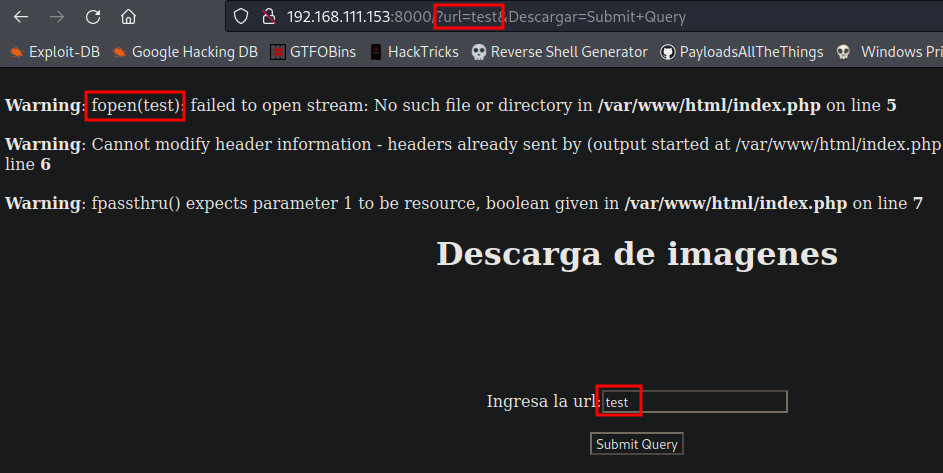 192.168.111.153:8000/?url=test&Descargar=Submit+Query
Exploit-DB Google Hacking DB GTFOBins HackTricks Reverse Shell Generator PayloadsAllTheThings Windows Pri
Warning: fopen(test): failed to open stream: No such file or directory in /var/www/html/index.php on line 5
Warning: Cannot modify header information - headers already sent by (output started at /var/www/html/index.php
line 6
Warning: fpassthru() expects parameter 1 to be resource, boolean given in /var/www/html/index.php on line 7
Descarga de imagenes
Ingresa la url: test
Submit Query